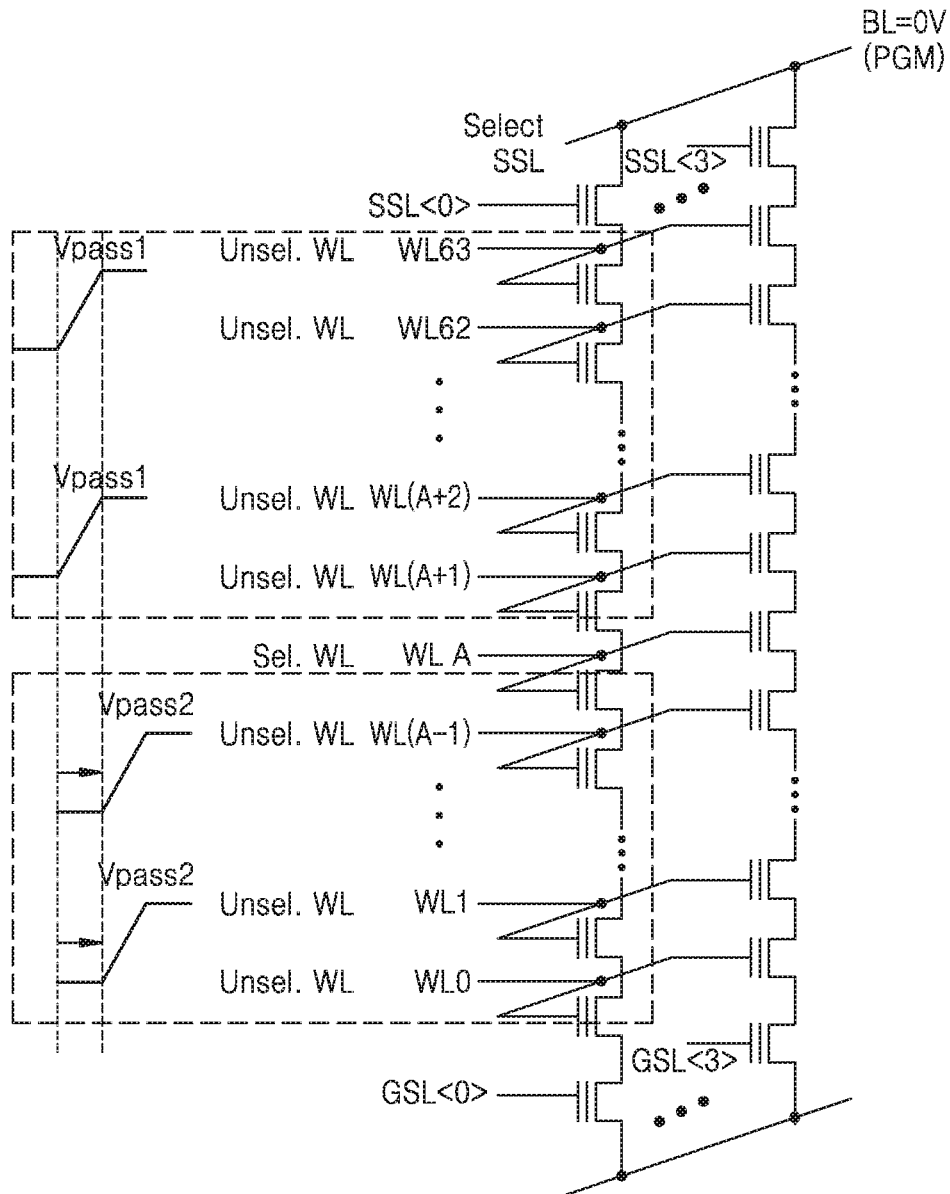 BL=0V
(PGM)
Select
SSL
SSL<3>
SSL<0>
Vpass1
Unsel. WL WL63
Unsel. WL WL62
Vpass1
Unsel. WL WL(A+2)
Unsel. WL WL(A+1)
Sel. WL WL A
Vpass2
Unsel. WL WL(A-1)
Vpass2
Unsel. WL WL1
Unsel. WL WL0
GSL<3>
GSL<0>